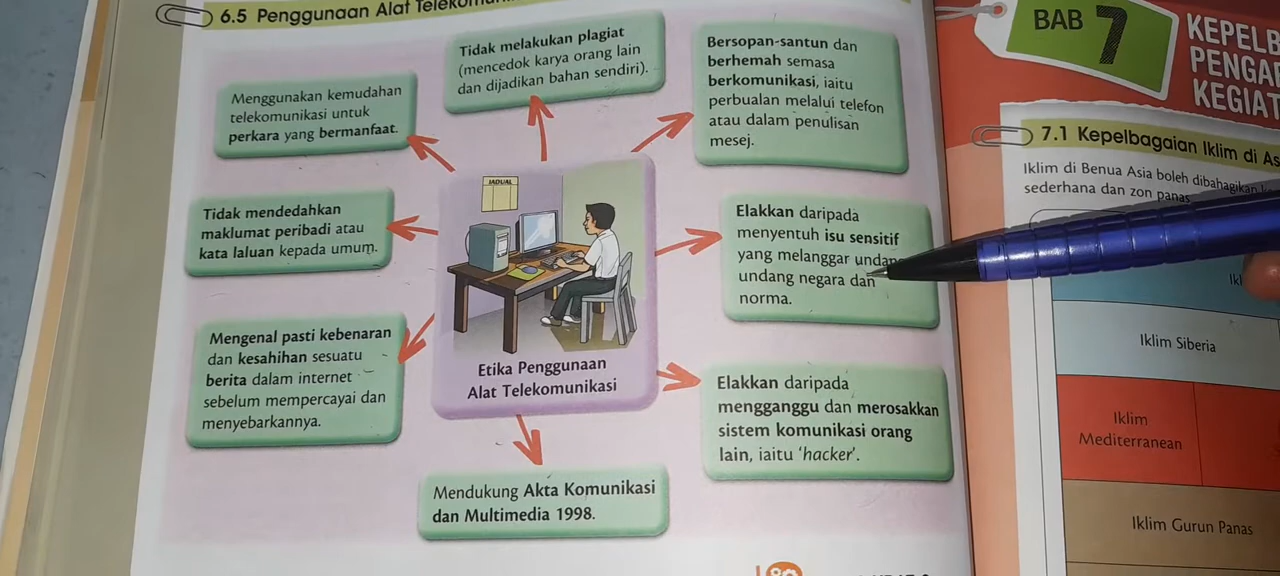 6.5 Penggunaan Alat
Tidak melakukan plagiat
(mencedok karya orang lain
dan dijadikan bahan sendiri).
Bersopan-santun dan
berhemah semasa
berkomunikasi, iaitu
perbualan melalui telefon
atau dalam penulisan
mesej.
Menggunakan kemudahan
telekomunikasi untuk
perkara yang bermanfaat.
Tidak mendedahkan
maklumat peribadi atau
kata laluan kepada umum.
JADUAL
Elakkan daripada
menyentuh isu sensitif
yang melanggar
undang negara dan
norma.
Mengenal pasti kebenaran
dan kesahihan sesuatu
berita dalam internet
sebelum mempercayai dan
menyebarkannya.
Etika Penggunaan
Alat Telekomunikasi
Elakkan daripada
mengganggu dan merosakkan
sistem komunikasi orang
lain, iaitu 'hacker'.
Mendukung Akta Komunikasi
dan Multimedia 1998.
BAB 7
7.1 Kepelbagaian Iklim di
Iklim di Benua Asia boleh dibahagikan
sederhana dan zon panas
Iklim Siberia
Iklim
Mediterranean
Iklim Gurun Panas